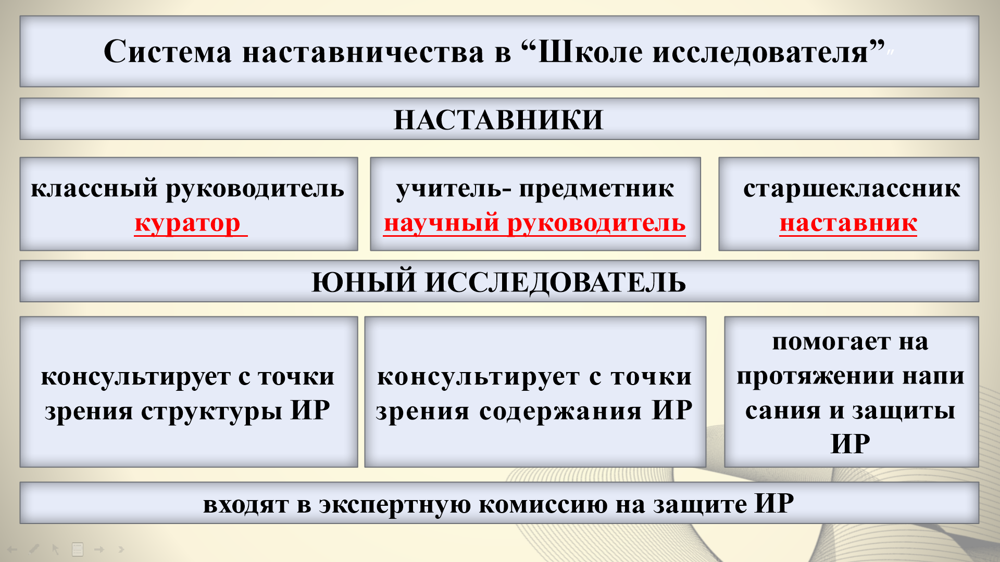 Система наставничества в “Школе исследователя””
НАСТАВНИКИ
классный руководитель
куратор
учитель- предметник
научный руководитель
старшеклассник
наставник
ЮНЫЙ ИССЛЕДОВАТЕЛЬ
консультирует с точки
зрения структуры ИР
консультирует с точки
зрения содержания ИР
помогает на
протяжении напи
сания и защиты
ИР
входят в экспертную комиссию на защите ИР